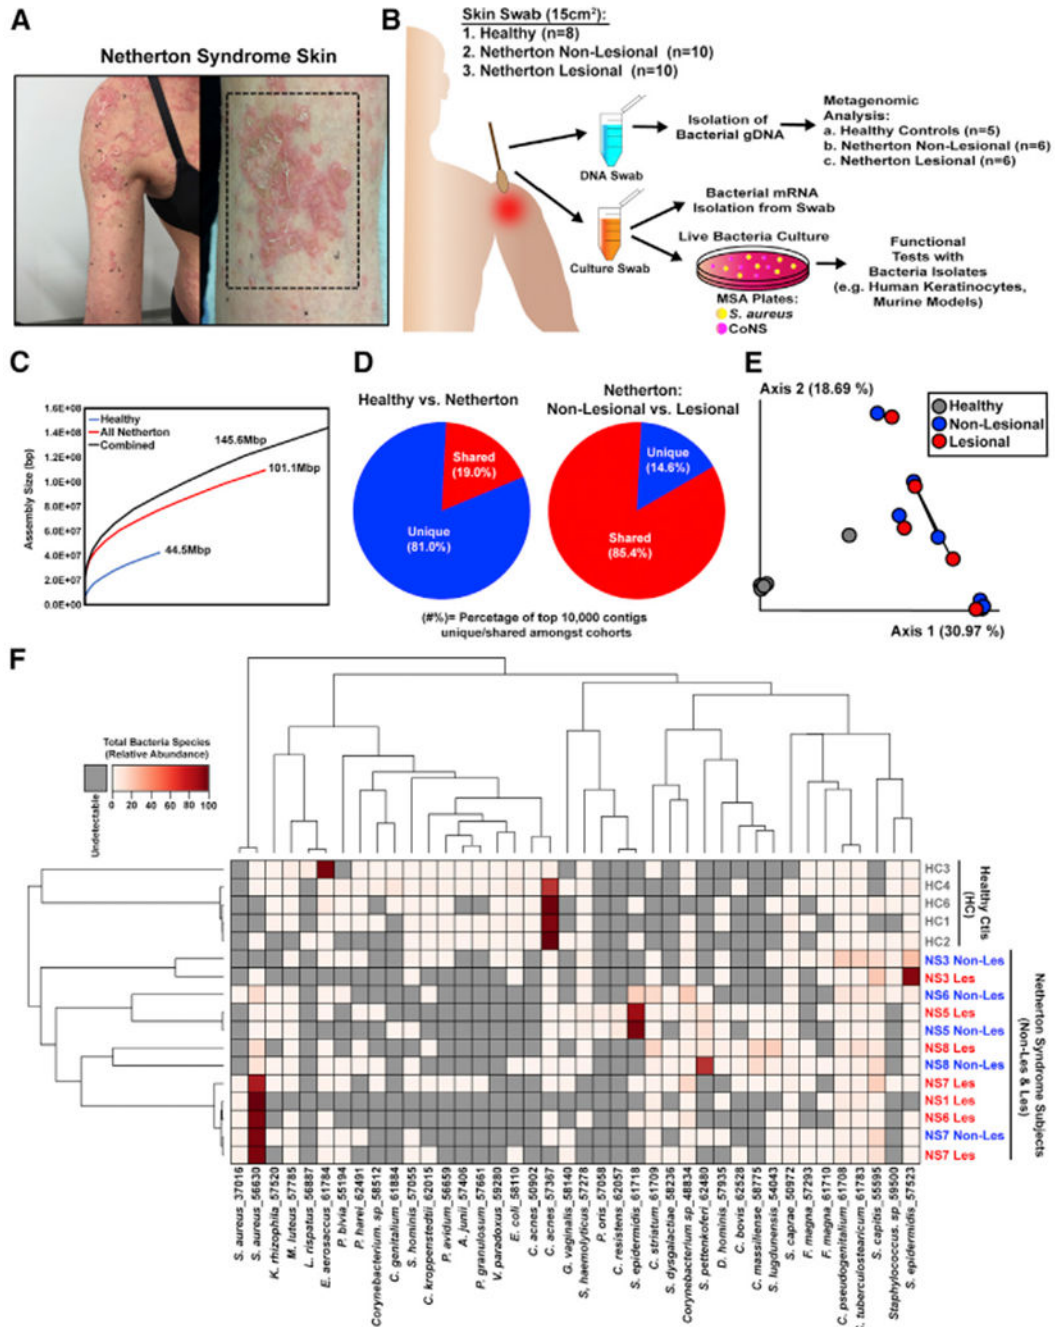 A
Netherton Syndrome Skin
B
Skin Swab (15cm²):
1. Healthy (n=8)
2. Netherton Non-Lesional (n=10)
3. Netherton Lesional (n=10)
DNA Swab
Isolation of
Bacterial gDNA
Metagenomic
Analysis:
a. Healthy Controls (n=5)
b. Netherton Non-Lesional (n=6)
c. Netherton Lesional (n=6)
Culture Swab
Bacterial mRNA
Isolation from Swab
Live Bacteria Culture
MSA Plates:
S. aureus
CoNS
Functional
Tests with
Bacteria Isolates
(e.g. Human Keratinocytes,
Murine Models)
C
Assembly Size (bp)
1.6E+08
1.4E+08
1.2E+08
1.0E+08
8.0E+07
6.0E+07
4.0E+07
2.0E+07
0.0E+00
Healthy
All Netherton
Combined
145.6Mbp
101.1Mbp
44.5Mbp
D
Healthy vs. Netherton
Shared
(19.0%)
Unique
(81.0%)
Netherton:
Non-Lesional vs. Lesional
Unique
(14.6%)
Shared
(85.4%)
(#%)= Percetage of top 10,000 contigs
unique/shared amongst cohorts
E
Axis 2 (18.69 %)
Healthy
Non-Lesional
Lesional
Axis 1 (30.97 %)
F
Total Bacteria Species
(Relative Abundance)
Undetectable
0 20 40 60 80 100
HC3
HC4
HC6
HC1
HC2
NS3 Non-Les
NS3 Les
NS6 Non-Les
NS5 Les
NS5 Non-Les
NS8 Les
NS8 Non-Les
NS7 Les
NS1 Les
NS6 Les
NS7 Non-Les
NS7 Les
Healthy Ctls
(HC)
Netherton Syndrome Subjects
(Non-Les & Les)
S. aureus_37016
S. aureus_56630
K. rhizophila_57520
M. luteus_57785
L. rispatus_56887
E. aerosaccus_61784
P. bivia_55194
P. harei_62491
Corynebacterium. sp_58512
C. genitalium_61884
S. hominis_57055
C. kroppenstedtii_62015
P. avidum_56659
A. junii_57406
P. granulosum_57661
V. paradoxus_59280
E. coli_58110
C. acnes_50902
C. acnes_57367
G. vaginalis_58140
S, haemolyticus_57278
P. oris_57058
C. resistens_62057
S. epidermidis_61718
C. striatum_61709
S. dysgalactiae_58236
Corynebacterium sp_48834
S. pettenkoferi_62480
D. hominis_57935
C. bovis_62528
C. massiliense_58775
S. lugdunensis_54043
S. caprae_50972
F. magna_57293
F. magna_61710
C. pseudogenitalium_61708
. tuberculostearicum_61783
S. capitis_55595
Staphylococcus. sp_59500
S. epidermidis_57523